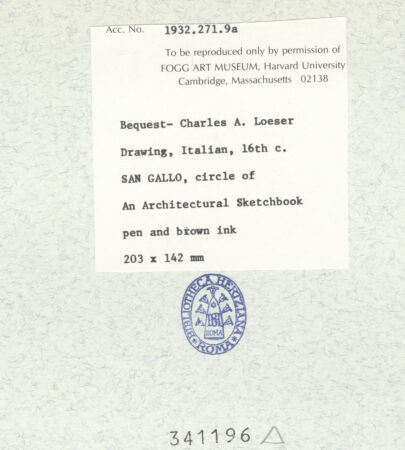 Acc. No. 1932.271.9a
To be reproduced only by permission of
FOGG ART MUSEUM, Harvard University
Cambridge, Massachusetts 02138
Bequest- Charles A. Loeser
Drawing, Italian, 16th c.
SAN GALLO, circle of
An Architectural Sketchbook
pen and brown ink
203 x 142 mm
BIBLIOTHECA HERTZIANA
ROMA
ROMA
341196